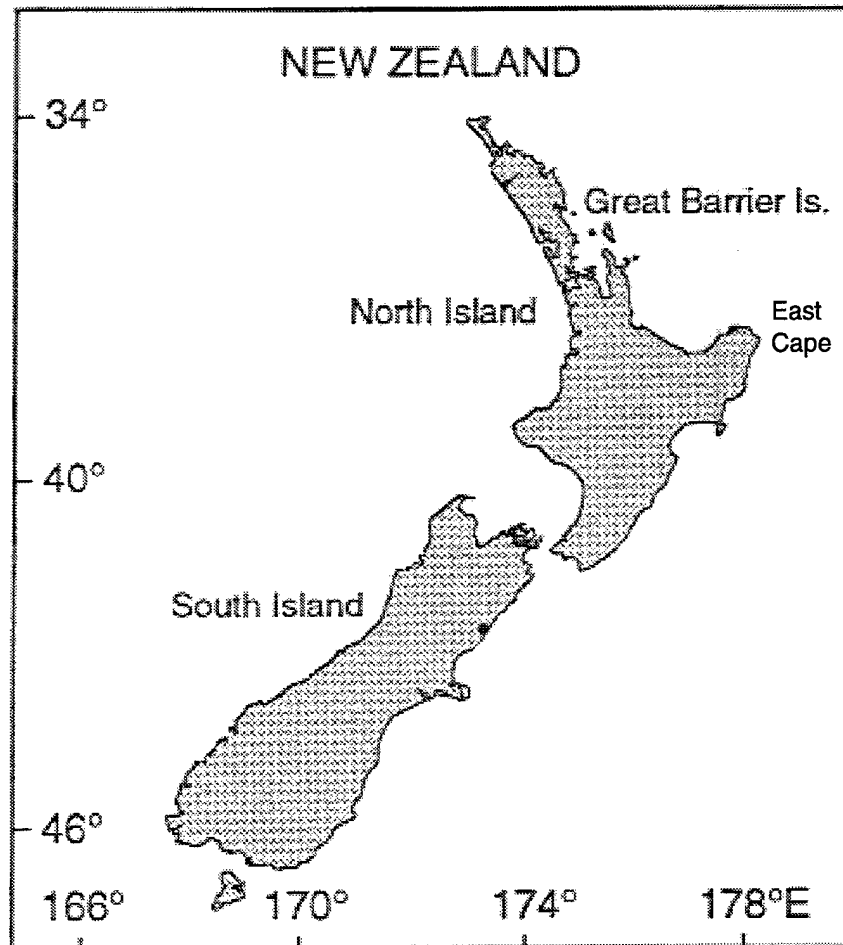 NEW ZEALAND
34°
Great Barrier Is.
North Island
East
Cape
40°
South Island
46°
166°
170°
174°
178°E